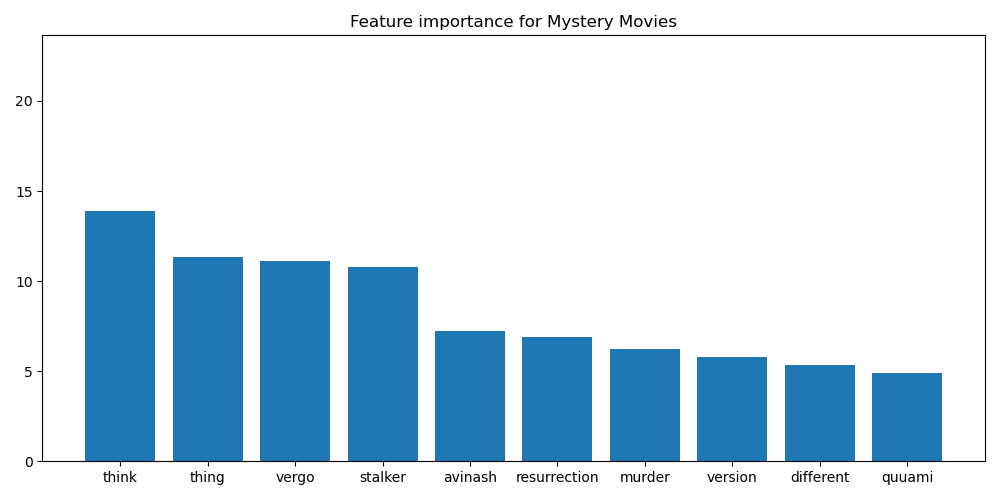 Feature importance for Mystery Movies
20
15
10
5
0
think thing vergo stalker avinash resurrection murder version different quuami